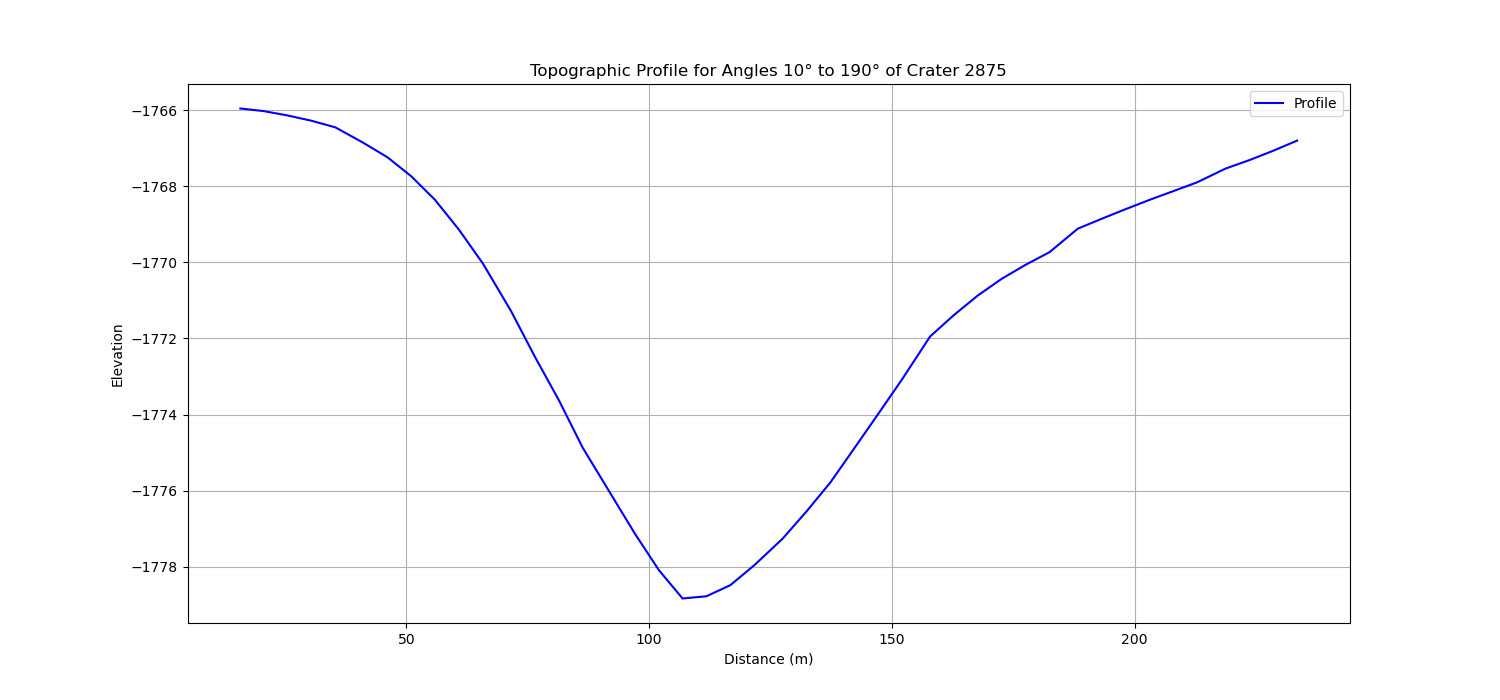 Topographic Profile for Angles 10° to 190° of Crater 2875
Profile
−1766
−1768
−1770
−1772
−1774
−1776
−1778
Elevation
50
100
150
200
Distance (m)